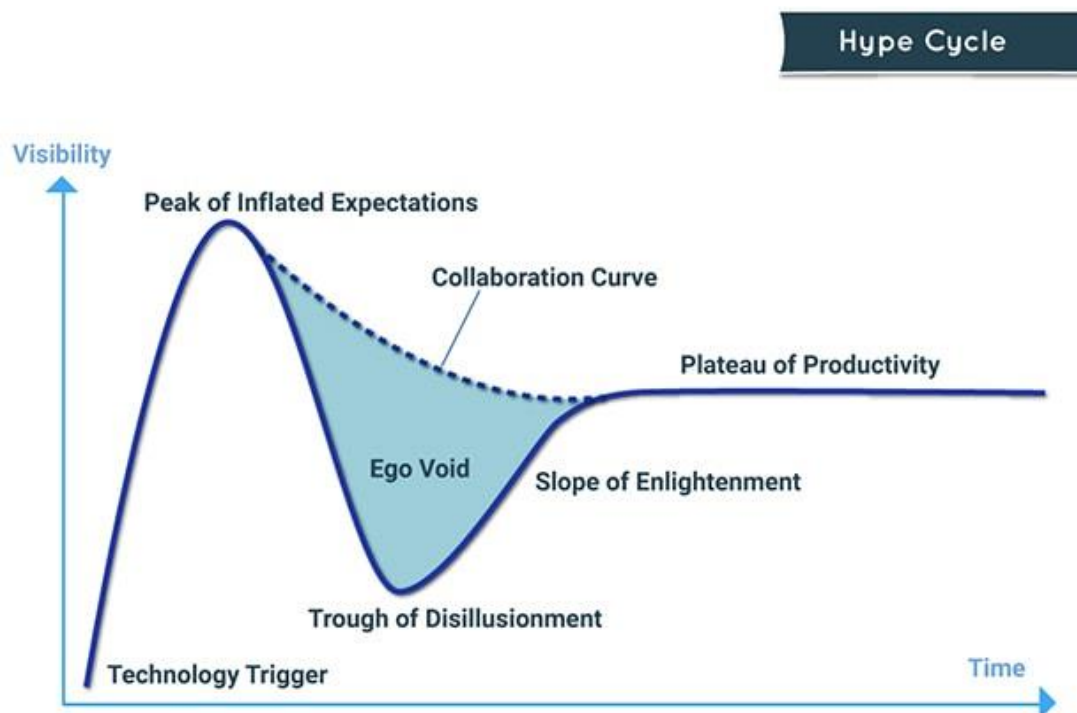 Hype Cycle
Visibility
Peak of Inflated Expectations
Collaboration Curve
Plateau of Productivity
Ego Void
Slope of Enlightenment
Trough of Disillusionment
Technology Trigger
Time